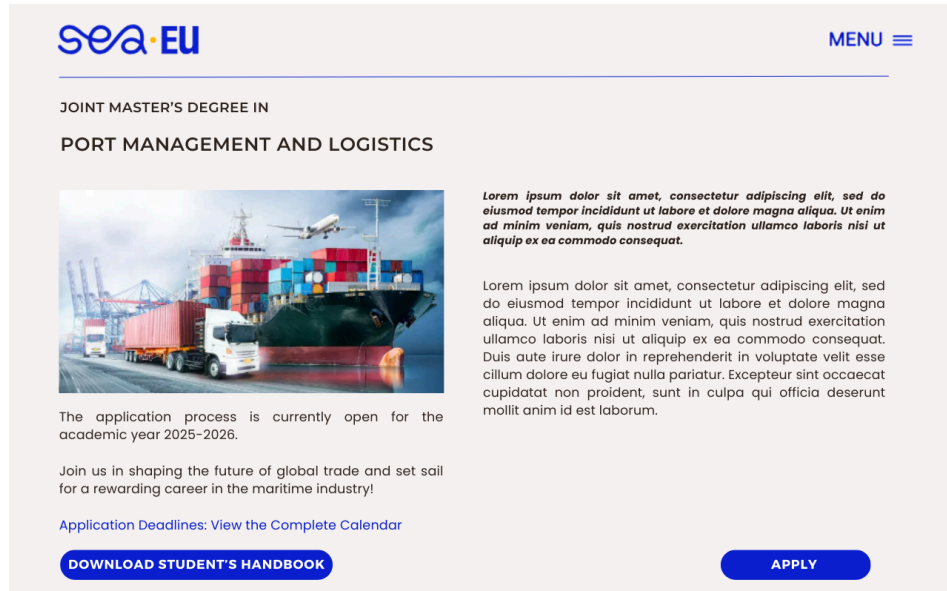 sea·EU
MENU
JOINT MASTER'S DEGREE IN
PORT MANAGEMENT AND LOGISTICS
The application process is currently open for the
academic year 2025-2026.
Join us in shaping the future of global trade and set sail
for a rewarding career in the maritime industry!
Application Deadlines: View the Complete Calendar
DOWNLOAD STUDENT'S HANDBOOK
Lorem ipsum dolor sit amet, consectetur adipiscing elit, sed do
eiusmod tempor incididunt ut labore et dolore magna aliqua. Ut enim
ad minim veniam, quis nostrud exercitation ullamco laboris nisi ut
aliquip ex ea commodo consequat.
Lorem ipsum dolor sit amet, consectetur adipiscing elit, sed
do eiusmod tempor incididunt ut labore et dolore magna
aliqua. Ut enim ad minim veniam, quis nostrud exercitation
ullamco laboris nisi ut aliquip ex ea commodo consequat.
Duis aute irure dolor in reprehenderit in voluptate velit esse
cillum dolore eu fugiat nulla pariatur. Excepteur sint occaecat
cupidatat non proident, sunt in culpa qui officia deserunt
mollit anim id est laborum.
APPLY